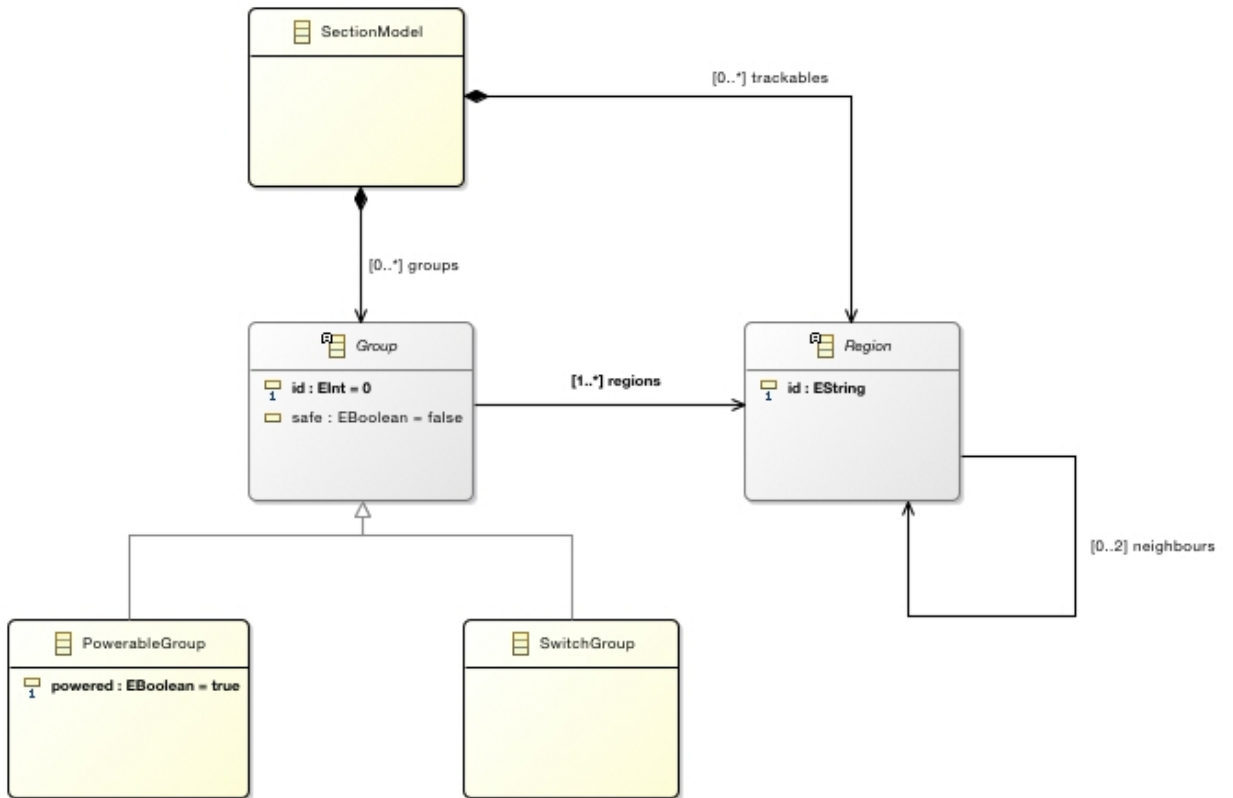 SectionModel
[0..*] trackables
[0..*] groups
Group
id : EInt = 0
safe : EBoolean = false
[1..*] regions
Region
id : EString
[0..2] neighbours
PowerableGroup
powered : EBoolean = true
SwitchGroup